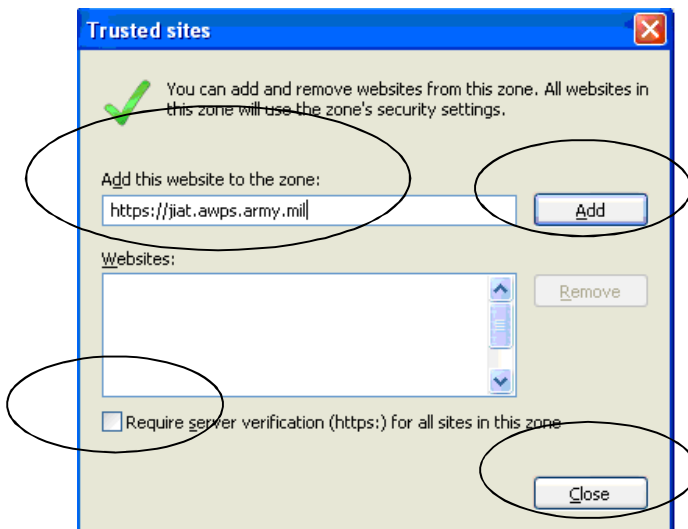 Trusted sites
You can add and remove websites from this zone. All websites in
this zone will use the zone's security settings.
Add this website to the zone:
https://jiat.awps.army.mil
Add
Websites:
Remove
Require server verification (https:) for all sites in this zone
Close